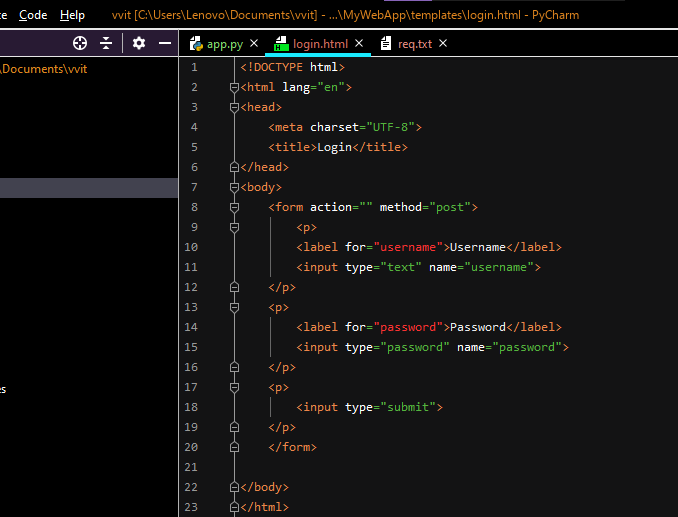 Code Help vvit [C:\Users\Lenovo\Documents\vvit] - ...\MyWebApp\templates\login.html - PyCharm
app.py login.html req.txt
\Documents\vvit
1 <!DOCTYPE html>
2 <html lang="en">
3 <head>
4 <meta charset="UTF-8">
5 <title>Login</title>
6 </head>
7 <body>
8 <form action="" method="post">
9 <p>
10 <label for="username">Username</label>
11 <input type="text" name="username">
12 </p>
13 <p>
14 <label for="password">Password</label>
15 <input type="password" name="password">
16 </p>
17 <p>
18 <input type="submit">
19 </p>
20 </form>
21
22 </body>
23 </html>